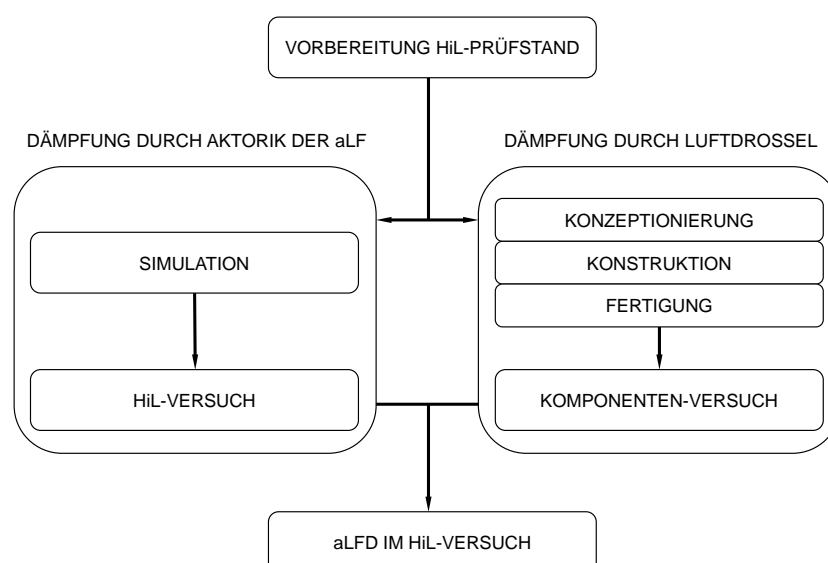 VORBEREITUNG HiL-PRÜFSTAND
DÄMPFUNG DURCH AKTORIK DER aLF
SIMULATION
HiL-VERSUCH
DÄMPFUNG DURCH LUFTDROSSEL
KONZEPTIONIERUNG
KONSTRUKTION
FERTIGUNG
KOMPONENTEN-VERSUCH
aLFD IM HiL-VERSUCH